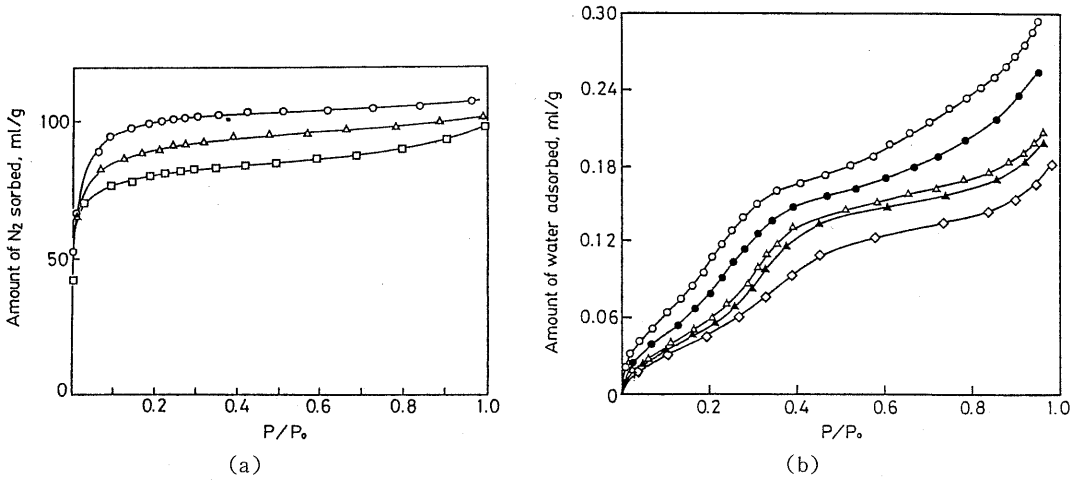 Amount of N₂ sorbed, ml/g
100
50
0
0.2 0.4 0.6 0.8 1.0
P/P₀
(a)
Amount of water adsorbed, ml/g
0.30
0.24
0.18
0.12
0.06
0
0.2 0.4 0.6 0.8 1.0
P/P₀
(b)